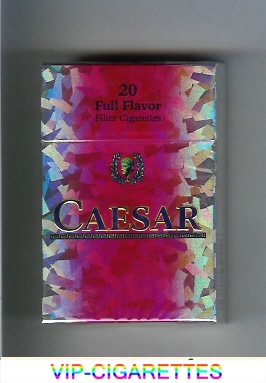 20
Full Flavor
Filter Cigarettes
CAESAR
VIP-CIGARETTES